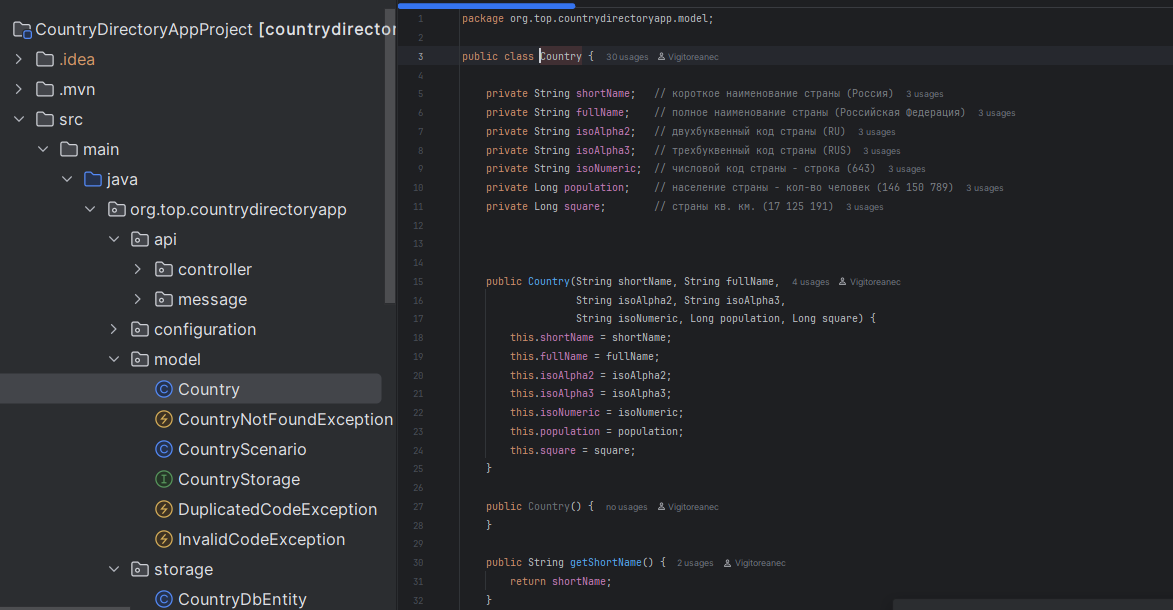 CountryDirectoryAppProject [countrydirector
.idea
.mvn
src
main
java
org.top.countrydirectoryapp
api
controller
message
configuration
model
Country
CountryNotFoundException
CountryScenario
CountryStorage
DuplicatedCodeException
InvalidCodeException
storage
CountryDbEntity
1 package org.top.countrydirectoryapp.model;
2
3 public class Country { 30 usages Vigitoreanec
4
5 private String shortName; // короткое наименование страны (Россия) 3 usages
6 private String fullName; // полное наименование страны (Российская Федерация) 3 usages
7 private String isoAlpha2; // двухбуквенный код страны (RU) 3 usages
8 private String isoAlpha3; // трехбуквенный код страны (RUS) 3 usages
9 private String isoNumeric; // числовой код страны - строка (643) 3 usages
10 private Long population; // население страны - кол-во человек (146 150 789) 3 usages
11 private Long square; // страны кв. км. (17 125 191) 3 usages
12
13
14
15 public Country(String shortName, String fullName, 4 usages Vigitoreanec
16 String isoAlpha2, String isoAlpha3,
17 String isoNumeric, Long population, Long square) {
18 this.shortName = shortName;
19 this.fullName = fullName;
20 this.isoAlpha2 = isoAlpha2;
21 this.isoAlpha3 = isoAlpha3;
22 this.isoNumeric = isoNumeric;
23 this.population = population;
24 this.square = square;
25 }
26
27 public Country() { no usages Vigitoreanec
28 }
29
30 public String getShortName() { 2 usages Vigitoreanec
31 return shortName;
32 }